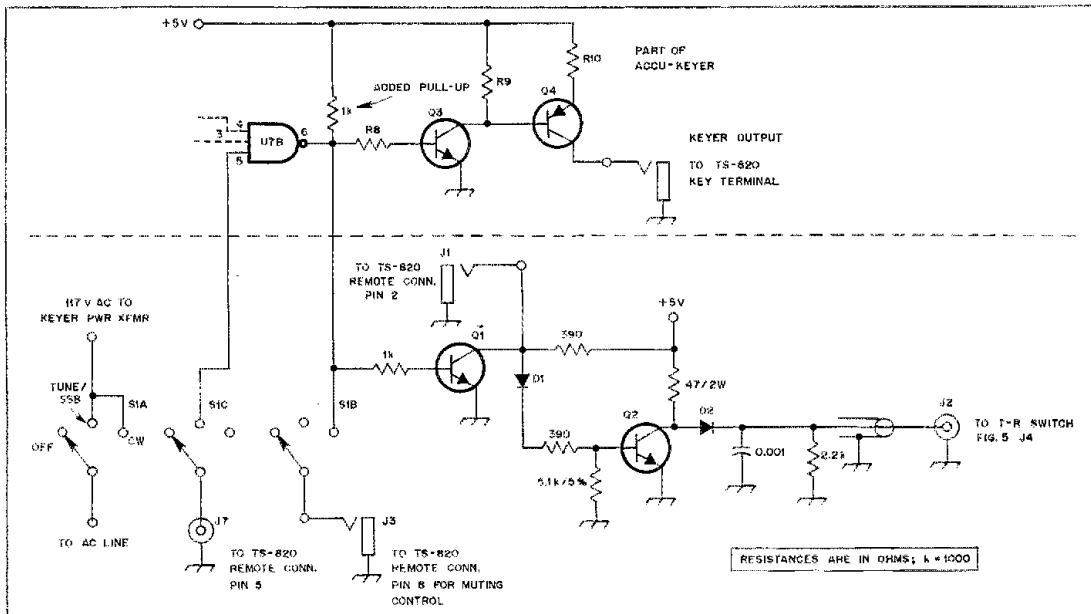 +5V
PART OF
ACCU-KEYER
R10
R9
ADDED PULL-UP
1k
Q3
Q4
4
3
5
U7B
6
R8
KEYER OUTPUT
TO TS-820
KEY TERMINAL
J1
TO TS-820
REMOTE CONN.
PIN 2
117 V AC TO
KEYER PWR XFMR
+5V
Q1
390
1k
D1
47/2W
TUNE/
SSB
S1A
S1C
S1B
OFF
CW
Q2
D2
J2
TO T-R SWITCH
FIG. 5 J4
390
5.1k/5%
0.001
2.2k
J7
J3
TO AC LINE
TO TS-820
REMOTE CONN.
PIN 5
TO TS-820
REMOTE CONN.
PIN 8 FOR MUTING
CONTROL
RESISTANCES ARE IN OHMS; k = 1000